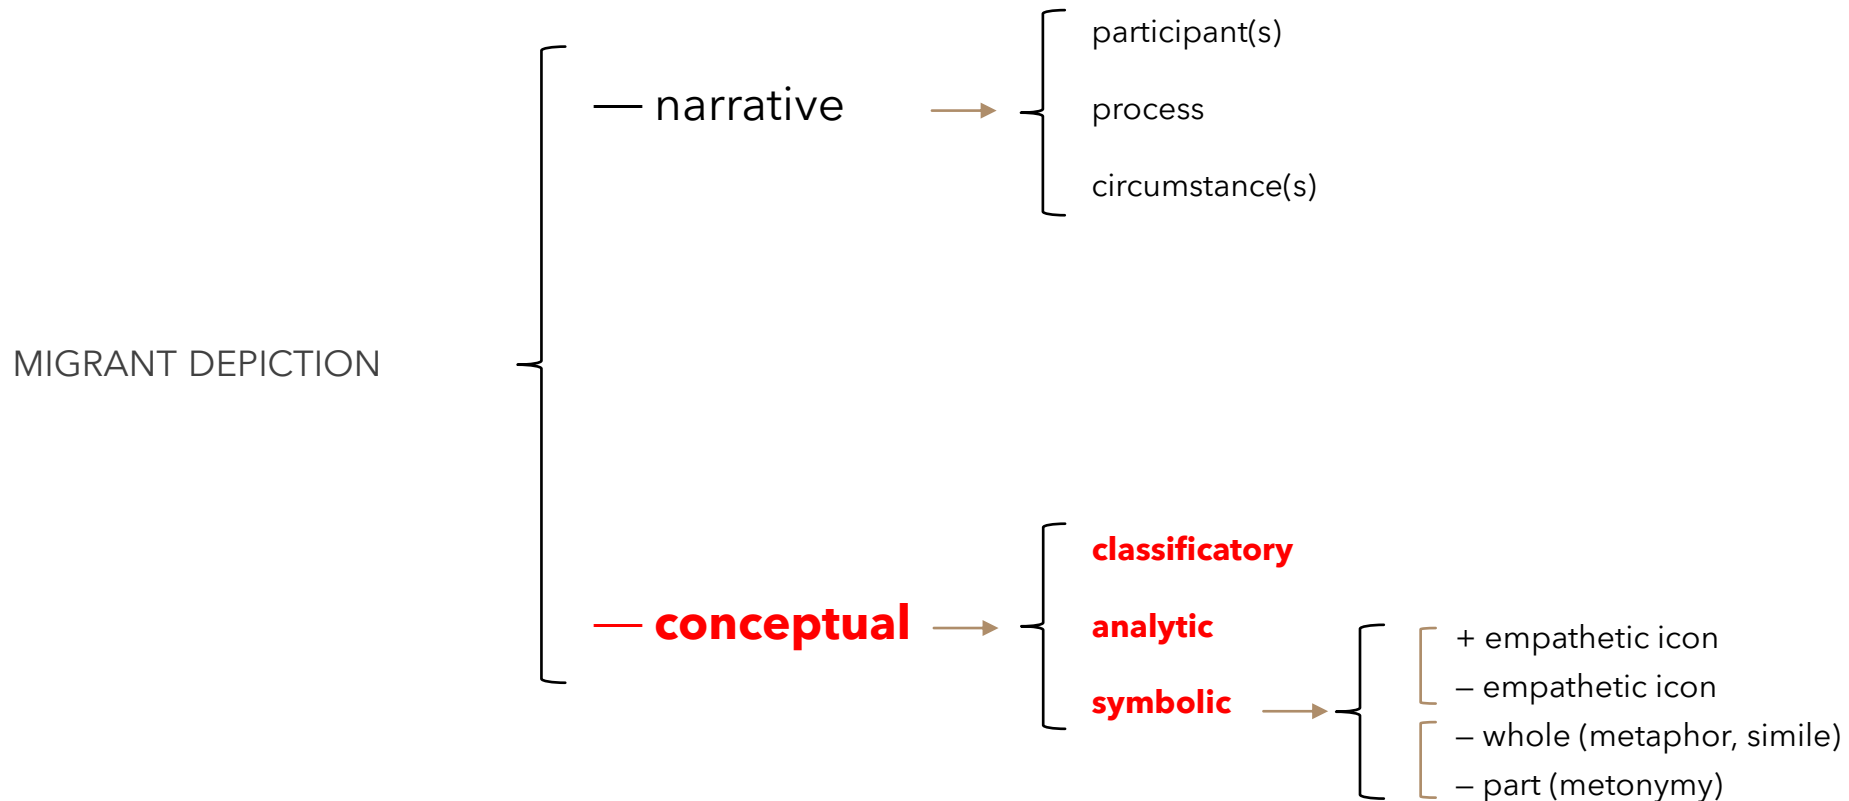 participant(s)
— narrative
process
circumstance(s)
MIGRANT DEPICTION
classificatory
— conceptual
analytic
symbolic
+ empathetic icon
– empathetic icon
– whole (metaphor, simile)
– part (metonymy)